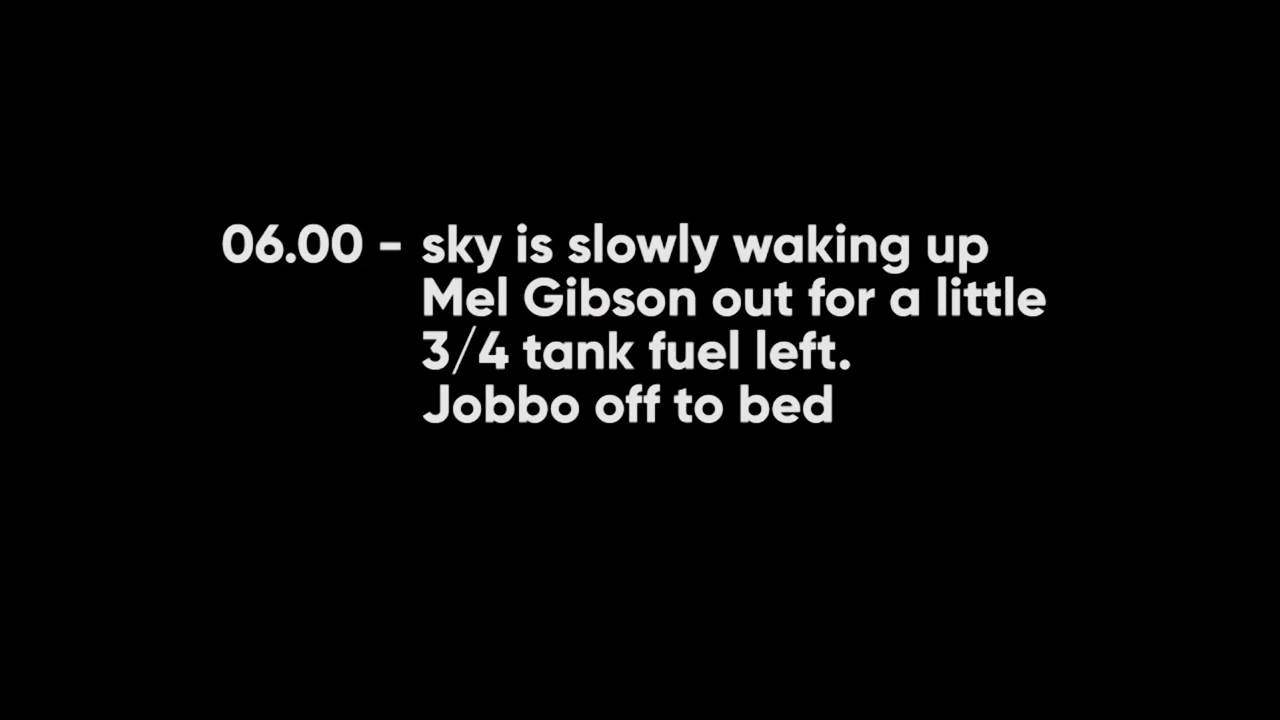 06.00 - sky is slowly waking up
Mel Gibson out for a little
3/4 tank fuel left.
Jobbo off to bed